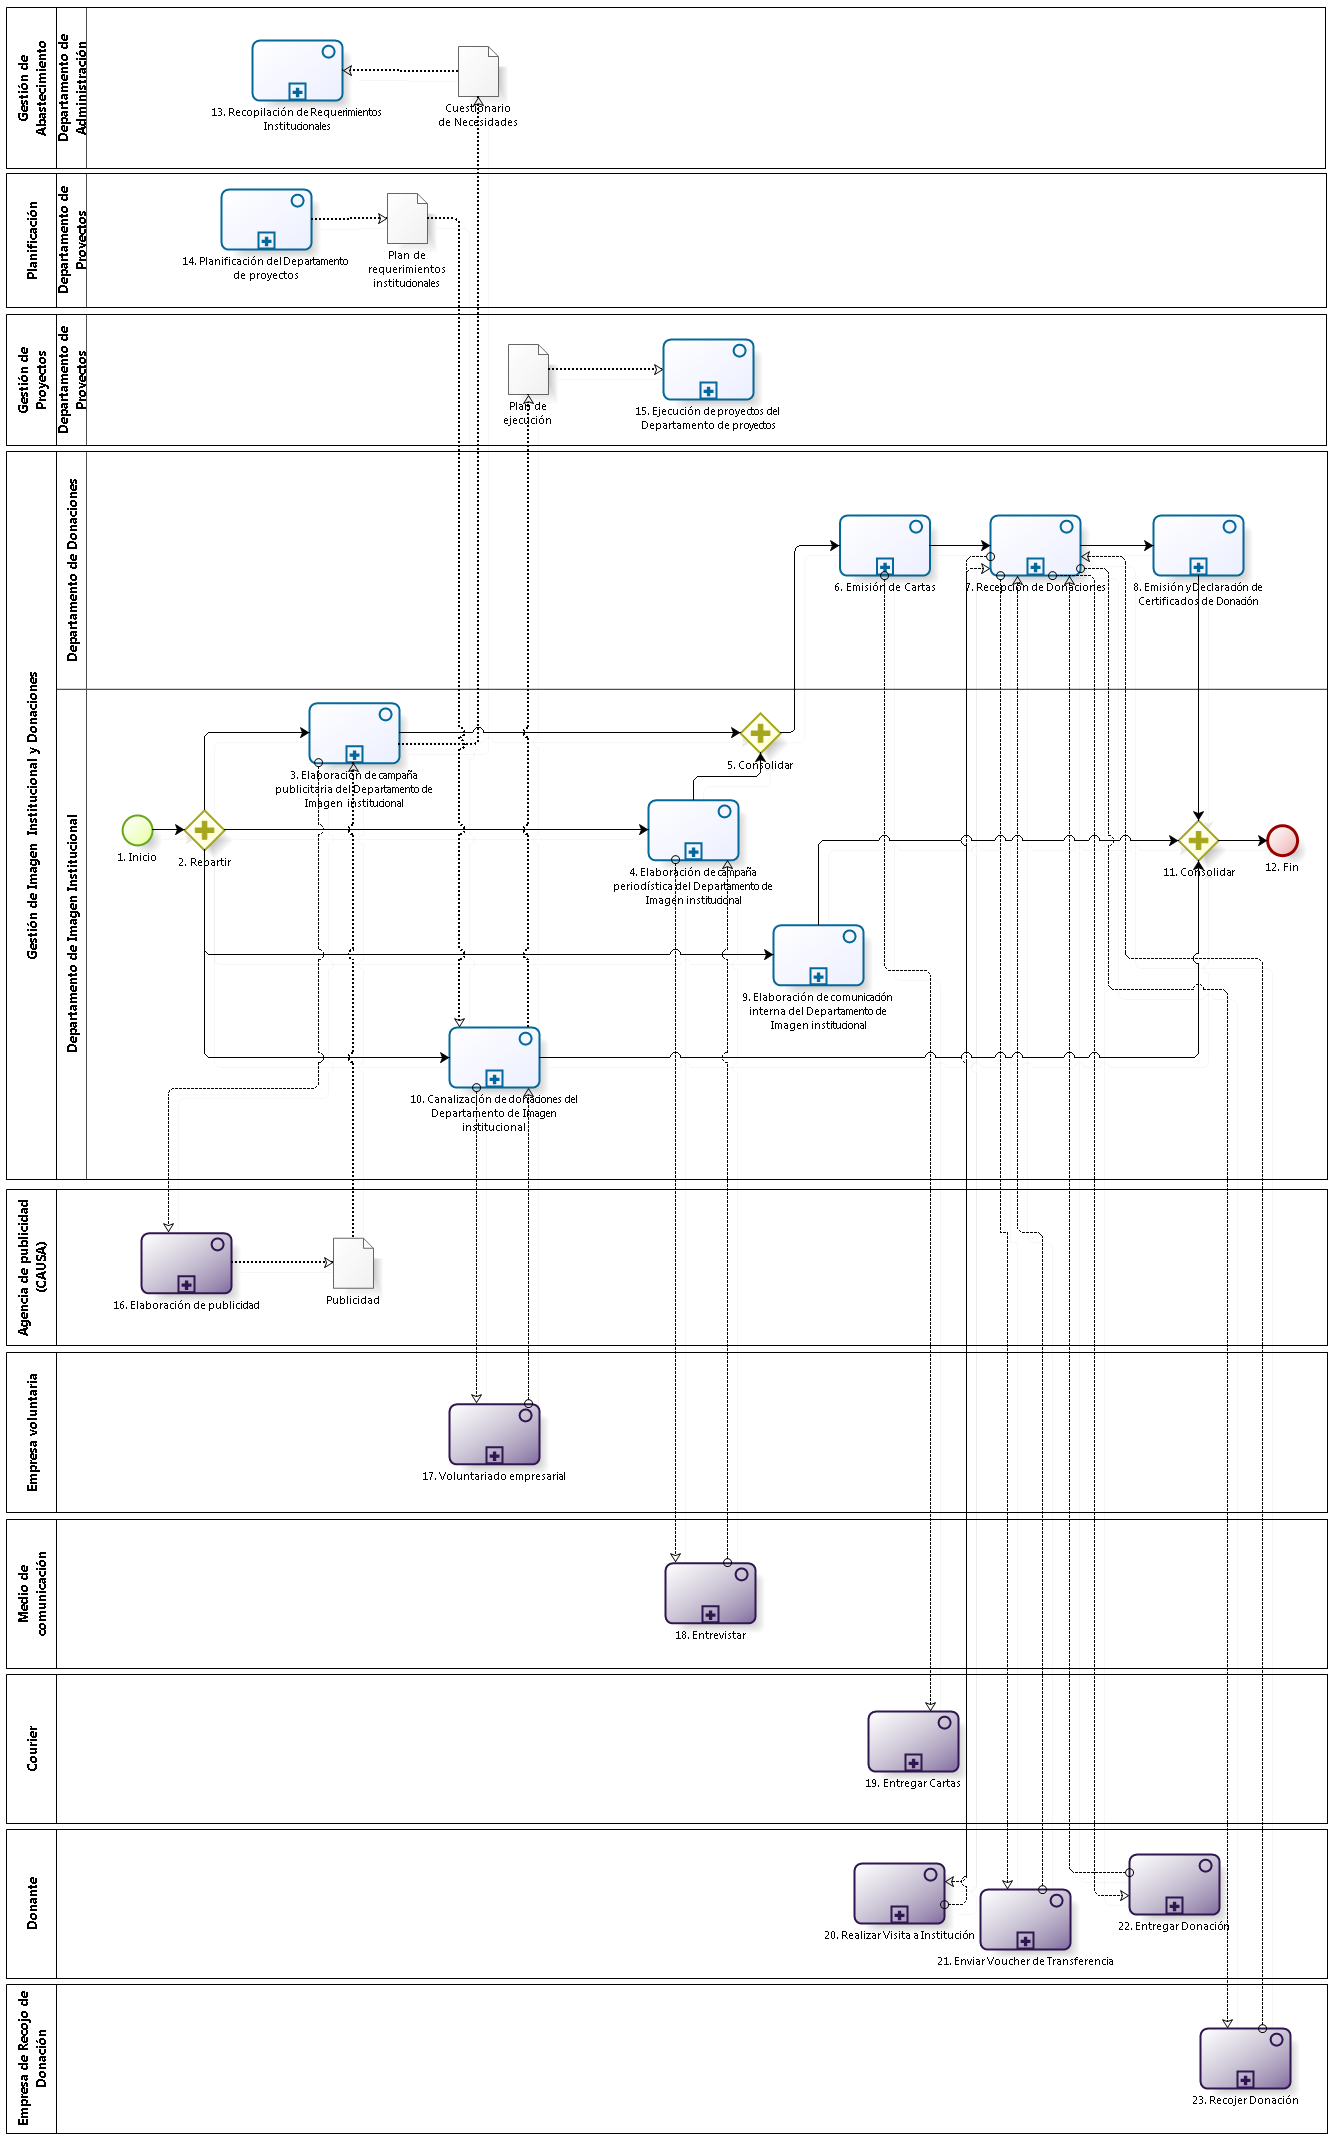 Gestión de
Abastecimiento
Departamento de
Administración
13. Recopilación de Requerimientos
Institucionales
Cuestionario
de Necesidades
Planificación
Departamento de
Proyectos
14. Planificación del Departamento
de proyectos
Plan de
requerimientos
institucionales
Gestión de
Proyectos
Departamento de
Proyectos
Plan de
ejecución
15. Ejecución de proyectos del
Departamento de proyectos
Gestión de Imagen Institucional y Donaciones
Departamento de Donaciones
6. Emisión de Cartas
7. Recepción de Donaciones
8. Emisión y Declaración de
Certificados de Donación
Departamento de Imagen Institucional
1. Inicio
2. Repartir
3. Elaboración de campaña
publicitaria del Departamento de
Imagen institucional
5. Consolidar
4. Elaboración de campaña
periodística del Departamento de
Imagen institucional
11. Consolidar
12. Fin
9. Elaboración de comunicación
interna del Departamento de
Imagen institucional
10. Canalización de donaciones del
Departamento de Imagen
institucional
Agencia de publicidad
(CAUSA)
16. Elaboración de publicidad
Publicidad
Empresa voluntaria
17. Voluntariado empresarial
Medio de
comunicación
18. Entrevistar
Courier
19. Entregar Cartas
Donante
20. Realizar Visita a Institución
21. Enviar Voucher de Transferencia
22. Entregar Donación
Empresa de Recojo de
Donación
23. Recojer Donación